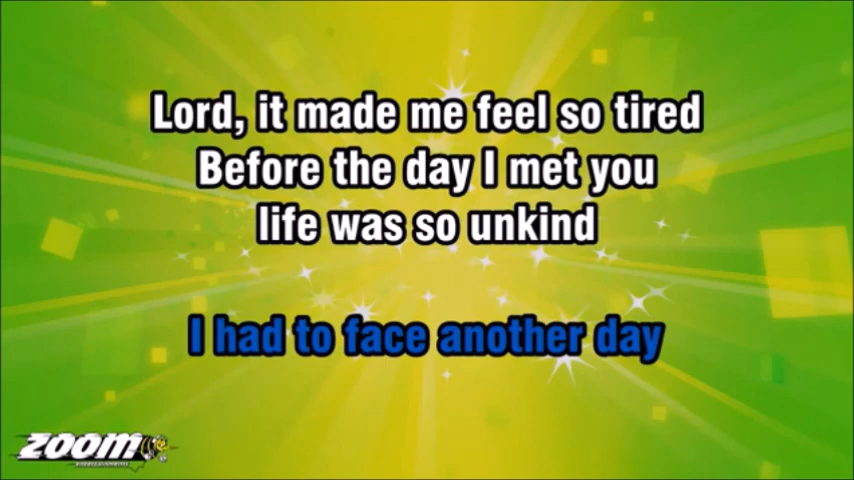 Lord, it made me feel so tired
Before the day I met you
life was so unkind
I had to face another day
ZOOM